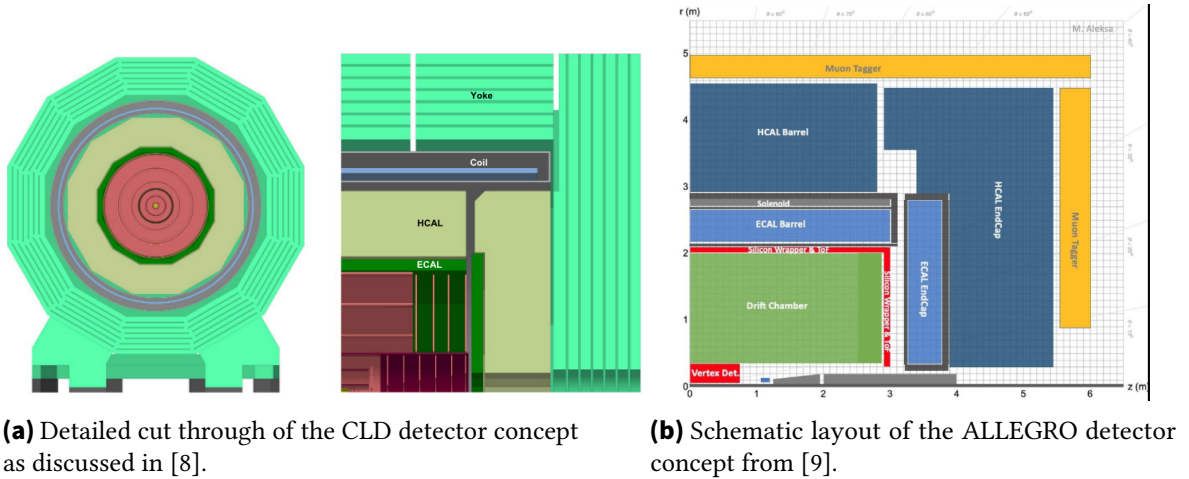 Yoke
Coil
HCAL
ECAL
r (m)
M. Aleksa
5
Muon Tagger
4
HCAL Barrel
HCAL EndCap
Muon Tagger
3
Solenoid
ECAL Barrel
2
Silicon Wrapper & ToF
Silicon Wrapper & ToF
ECAL EndCap
Drift Chamber
1
Vertex Det.
0
z (m)
0 1 2 3 4 5 6
(a) Detailed cut through of the CLD detector concept
as discussed in [8].
(b) Schematic layout of the ALLEGRO detector
concept from [9].